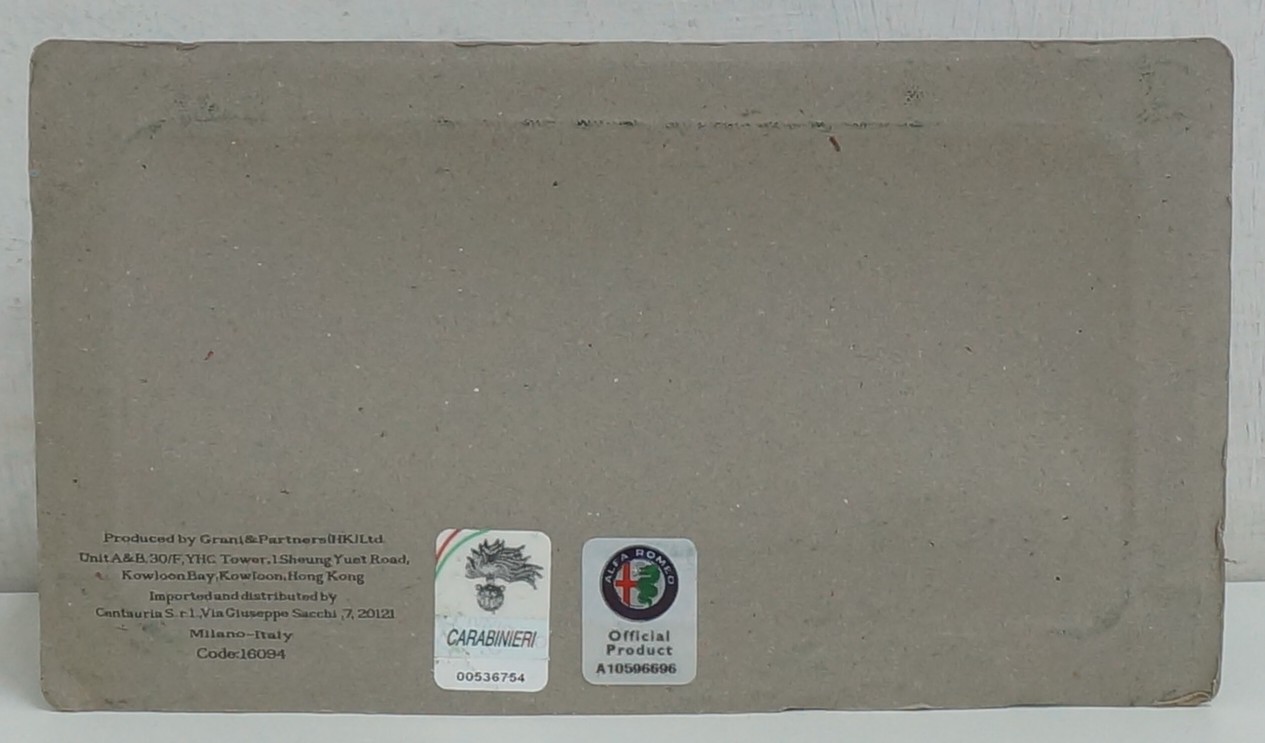 Produced by Grani&Partners(HK)Ltd
Unit A&B, 30/F, YHC Tower, 1 Sheung Yuet Road,
Kowloon Bay, Kowloon, Hong Kong
Imported and distributed by
Centauria S.r.l., Via Giuseppe Sacchi ,7, 20121
Milano-Italy
Code:16094
CARABINIERI
00536754
ALFA ROMEO
Official
Product
A10596696